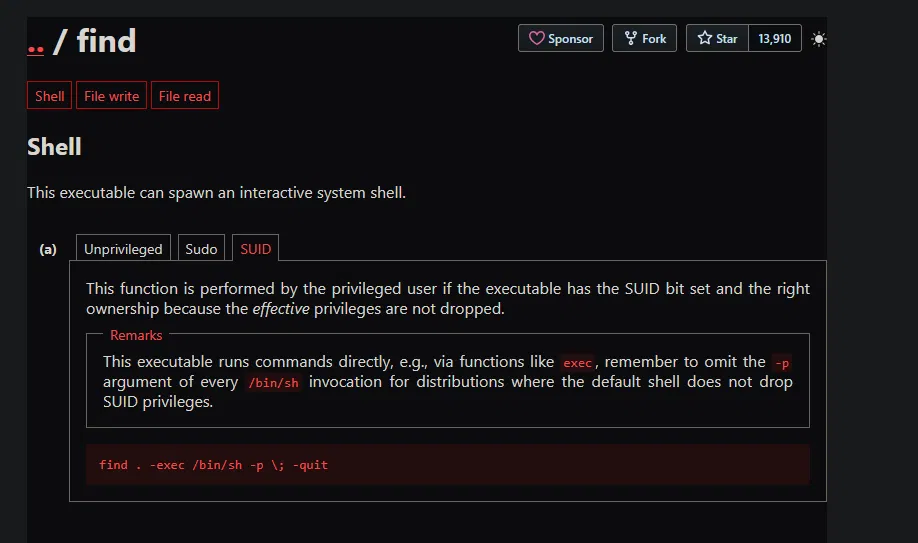 .. / find
Sponsor Fork Star 13,910
Shell File write File read
Shell
This executable can spawn an interactive system shell.
(a) Unprivileged Sudo SUID
This function is performed by the privileged user if the executable has the SUID bit set and the right
ownership because the effective privileges are not dropped.
Remarks
This executable runs commands directly, e.g., via functions like exec, remember to omit the -p
argument of every /bin/sh invocation for distributions where the default shell does not drop
SUID privileges.
find . -exec /bin/sh -p \; -quit